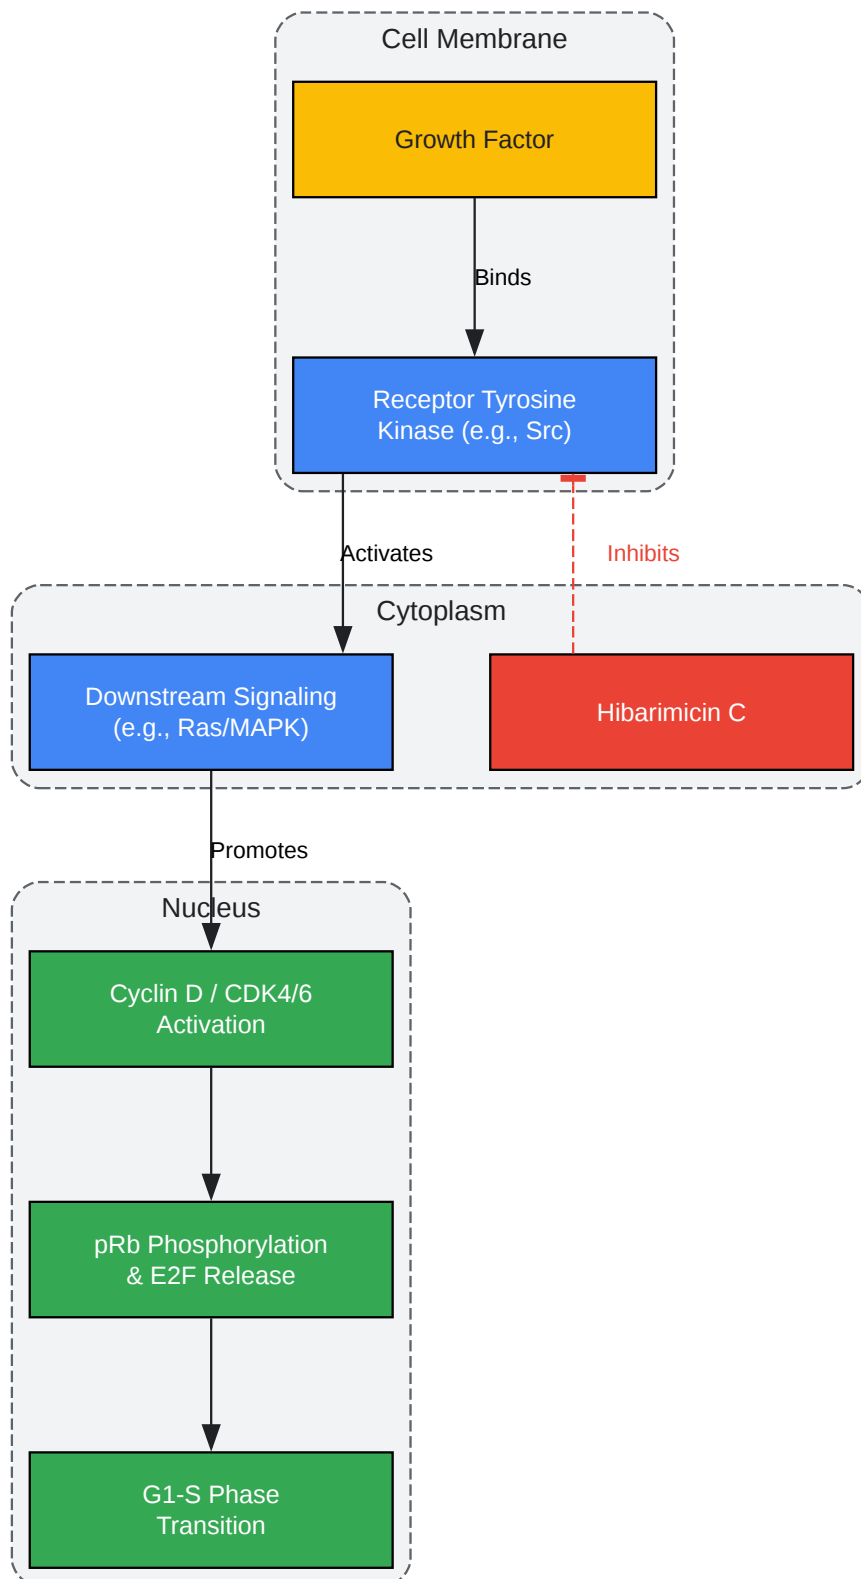 Cell Membrane
Growth Factor
Binds
Receptor Tyrosine
Kinase (e.g., Src)
Activates
Inhibits
Cytoplasm
Downstream Signaling
(e.g., Ras/MAPK)
Hibarimicin C
Promotes
Nucleus
Cyclin D / CDK4/6
Activation
pRb Phosphorylation
& E2F Release
G1-S Phase
Transition